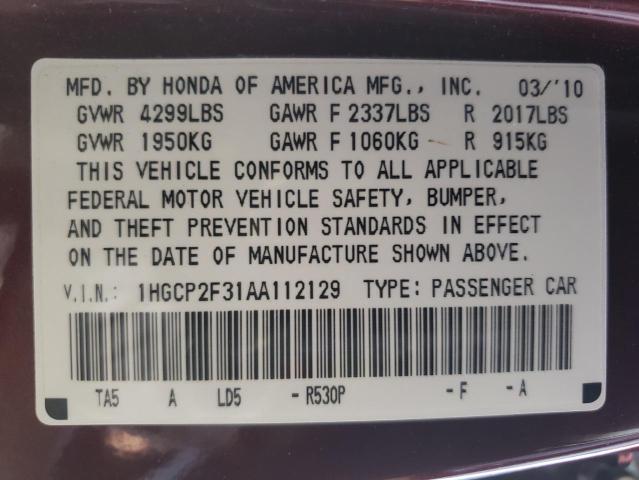 MFD. BY HONDA OF AMERICA MFG., INC. 03/'10
GVWR 4299LBS GAWR F 2337LBS R 2017LBS
GVWR 1950KG GAWR F 1060KG R 915KG
THIS VEHICLE CONFORMS TO ALL APPLICABLE
FEDERAL MOTOR VEHICLE SAFETY, BUMPER,
AND THEFT PREVENTION STANDARDS IN EFFECT
ON THE DATE OF MANUFACTURE SHOWN ABOVE.
V.I.N.: 1HGCP2F31AA112129 TYPE: PASSENGER CAR
TA5 A LD5 - R530P - F - A